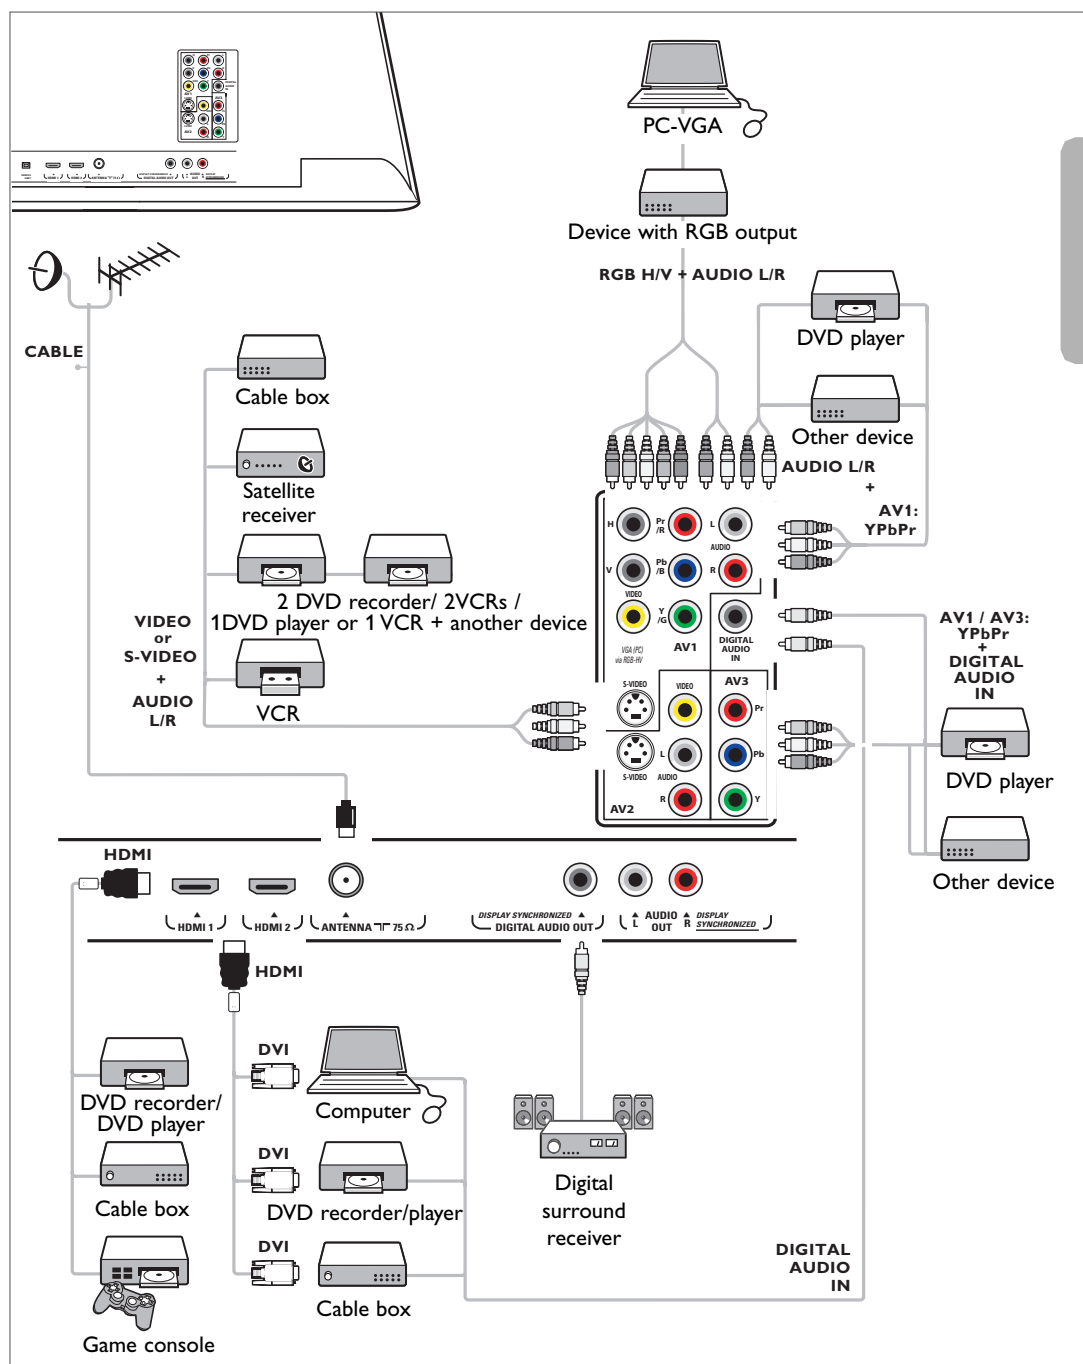 PC-VGA
Device with RGB output
RGB H/V + AUDIO L/R
DVD player
Other device
AUDIO L/R
+
AV1:
YPbPr
CABLE
Cable box
Satellite
receiver
2 DVD recorder/ 2VCRs /
1DVD player or 1 VCR + another device
VCR
VIDEO
or
S-VIDEO
+
AUDIO
L/R
H
Pr
/R
L
AUDIO
V
Pb
/B
R
VIDEO
Y
/G
VGA (PC)
via RGB-HV
AV1
DIGITAL
AUDIO
IN
S-VIDEO
VIDEO
AV3
Pr
L
Pb
S-VIDEO
AUDIO
AV2
R
Y
AV1 / AV3:
YPbPr
+
DIGITAL
AUDIO
IN
DVD player
Other device
HDMI
HDMI 1
HDMI 2
ANTENNA 75 Ω
DISPLAY SYNCHRONIZED
DIGITAL AUDIO OUT
L
AUDIO
OUT
R
DISPLAY
SYNCHRONIZED
HDMI
DVD recorder/
DVD player
Cable box
Game console
DVI
Computer
DVI
DVD recorder/player
DVI
Cable box
Digital
surround
receiver
DIGITAL
AUDIO
IN